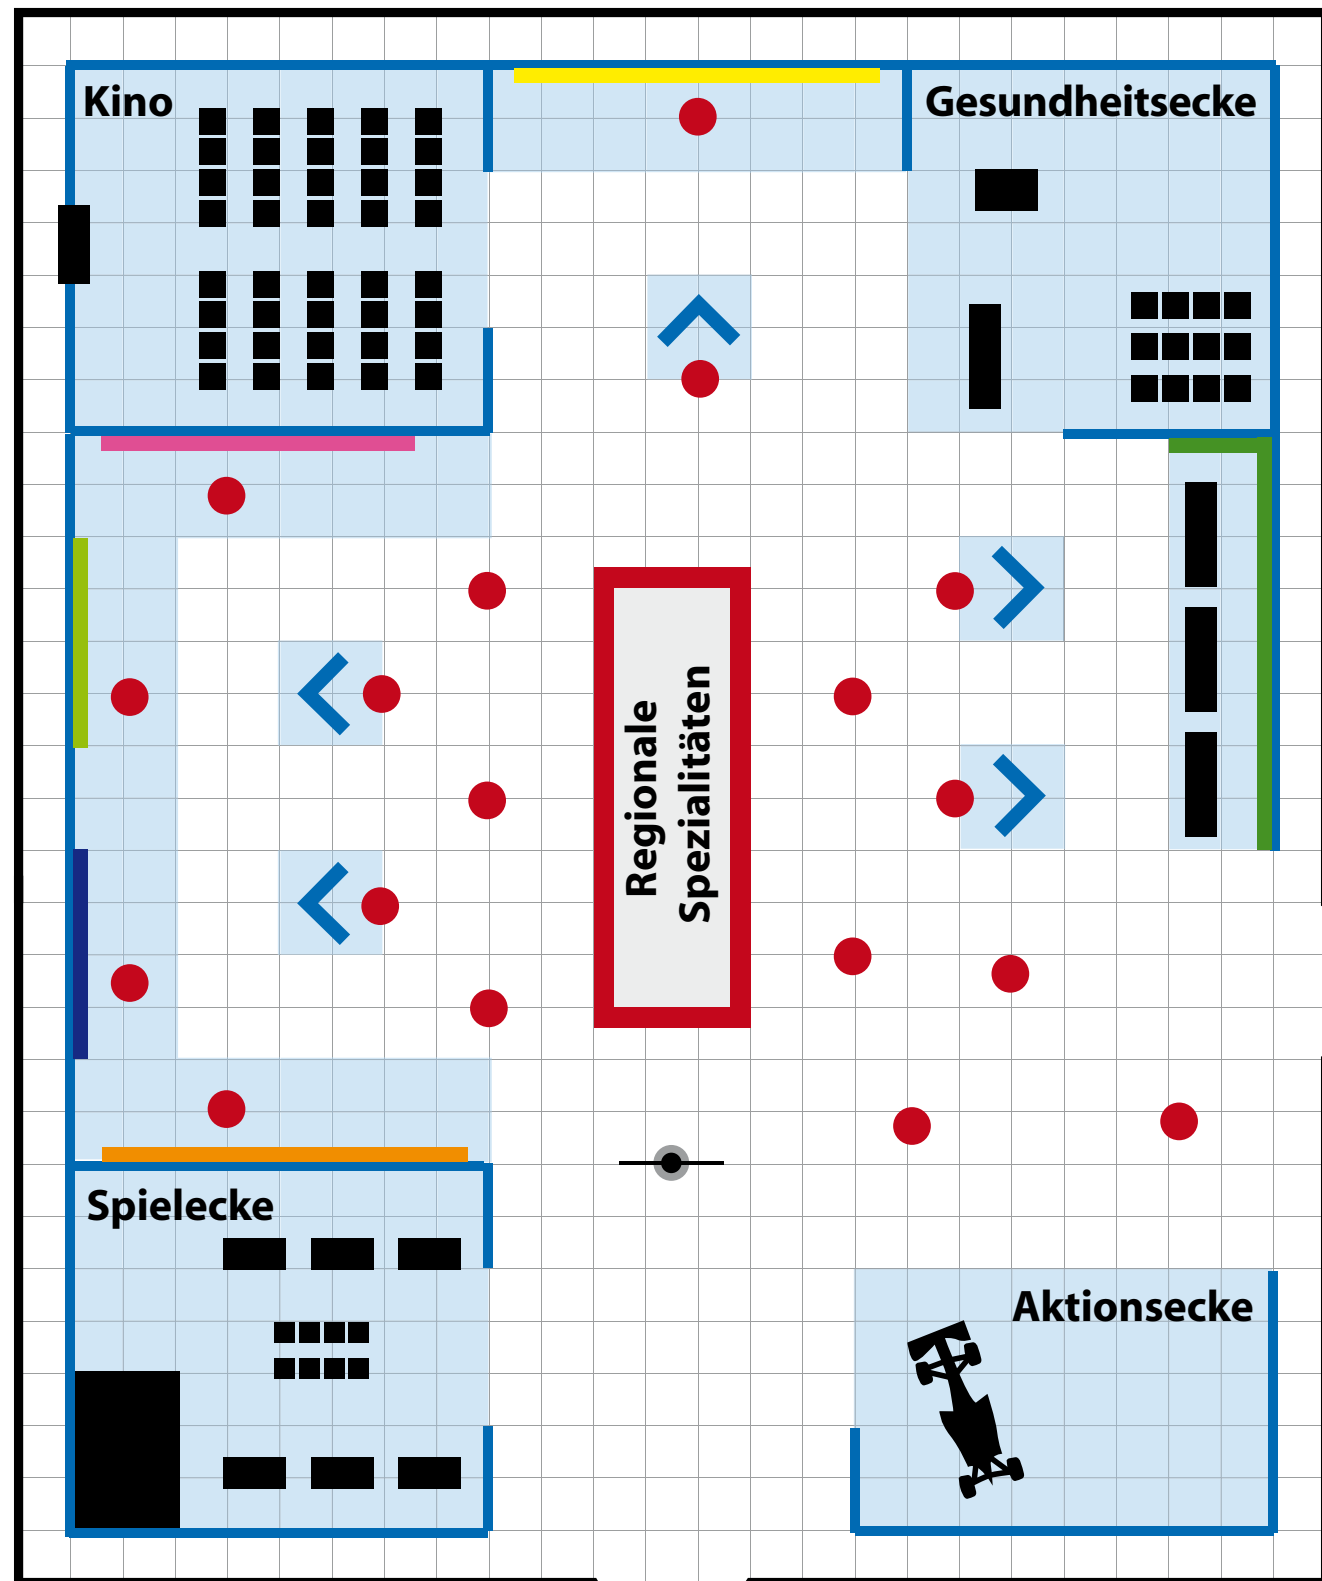 Kino
Gesundheitsecke
Regionale
Spezialitäten
Spielecke
Aktionsecke